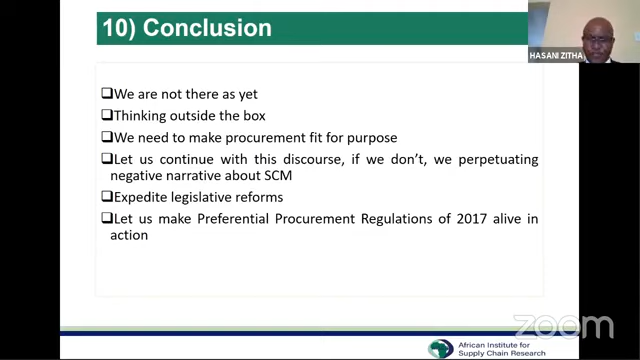 10) Conclusion
HASANI ZITHA
❑We are not there as yet
❑Thinking outside the box
❑We need to make procurement fit for purpose
❑Let us continue with this discourse, if we don't, we perpetuating
negative narrative about SCM
❑Expedite legislative reforms
❑Let us make Preferential Procurement Regulations of 2017 alive in
action
zoom
African Institute for
Supply Chain Research